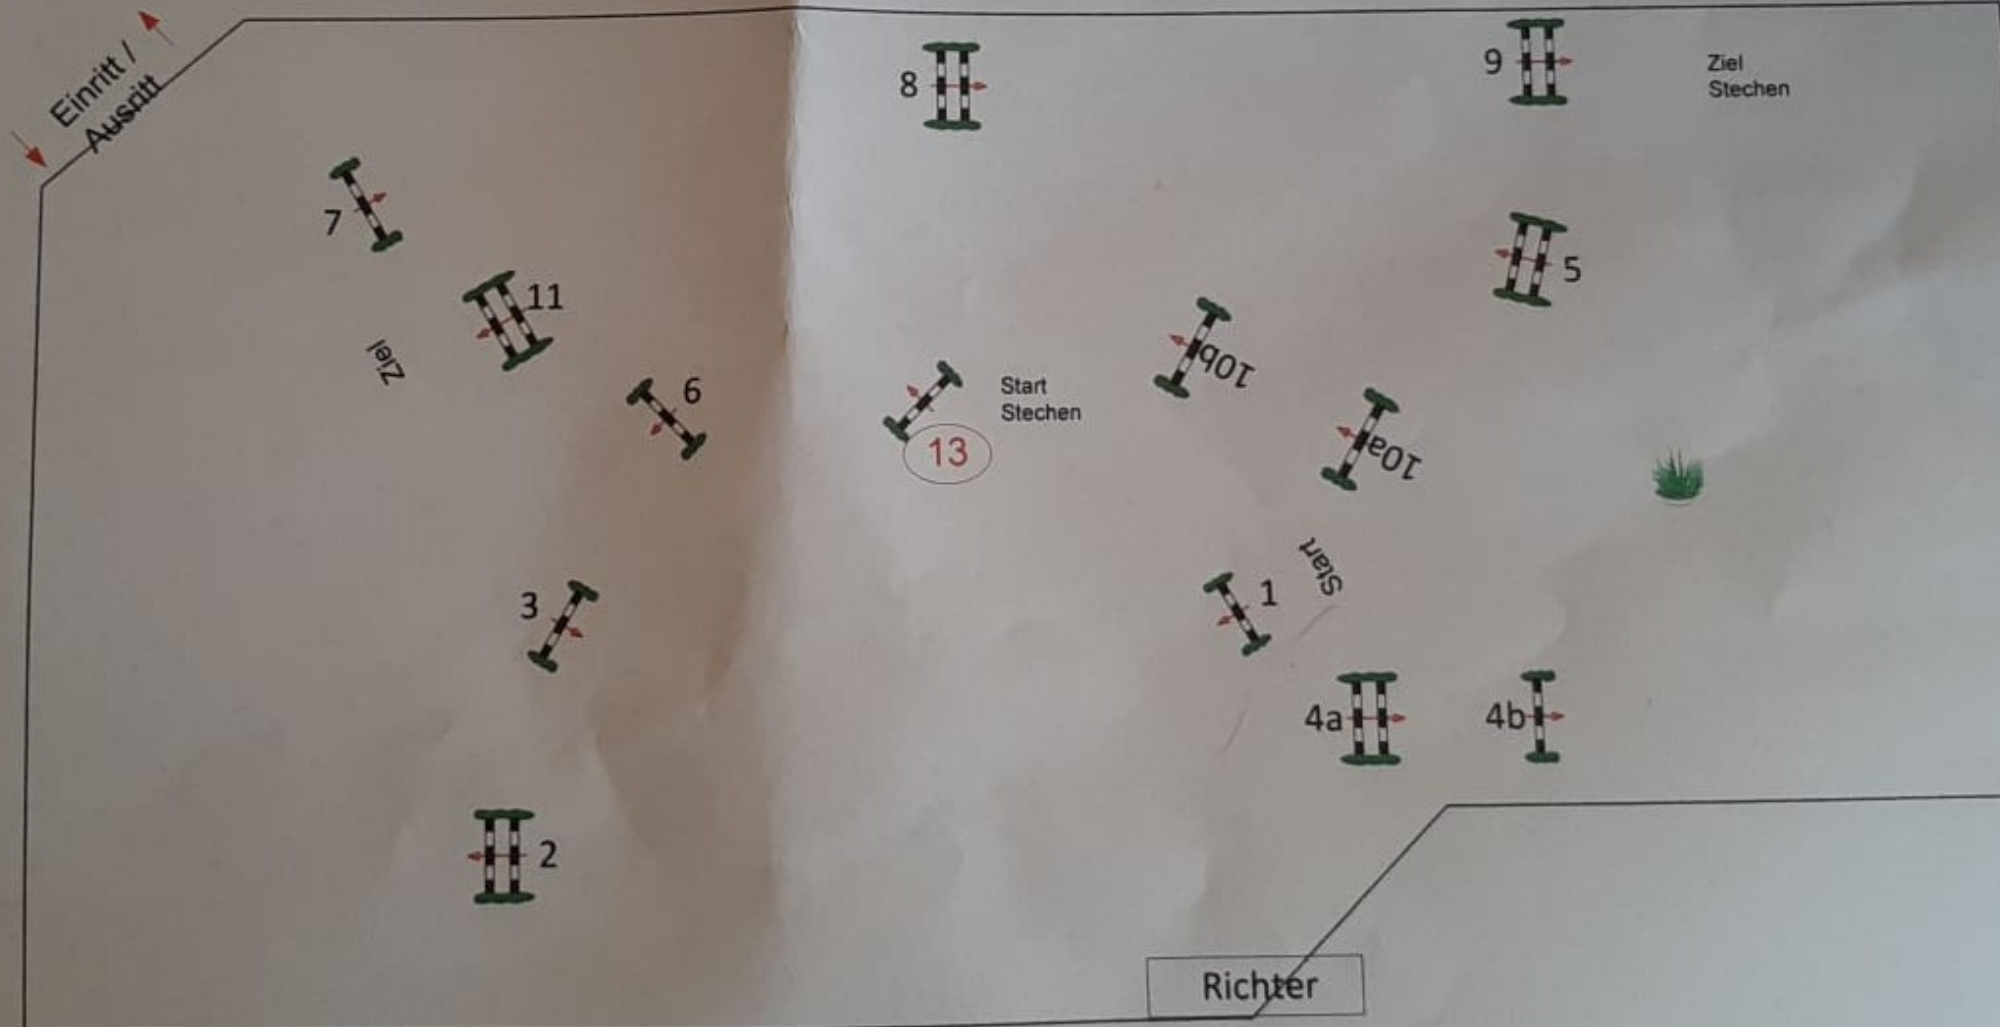 Einritt /
Ausritt
8
9
Ziel
Stechen
7
11
5
Ziel
6
10b
Start
Stechen
13
10a
Start
3
1
4a
4b
2
Richter